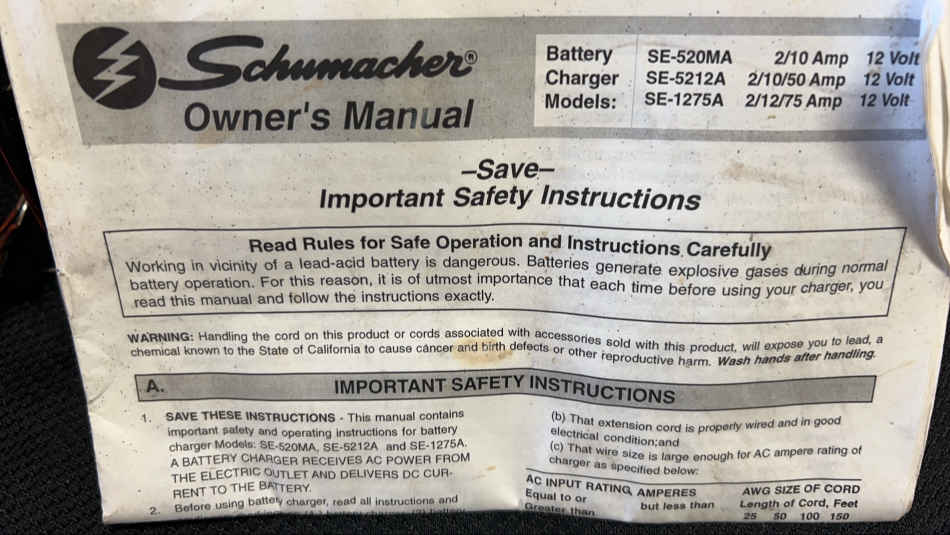 Schumacher®
Owner's Manual
Battery Charger Models:
SE-520MA 2/10 Amp 12 Volt
SE-5212A 2/10/50 Amp 12 Volt
SE-1275A 2/12/75 Amp 12 Volt
–Save–
Important Safety Instructions
Read Rules for Safe Operation and Instructions Carefully
Working in vicinity of a lead-acid battery is dangerous. Batteries generate explosive gases during normal
battery operation. For this reason, it is of utmost importance that each time before using your charger, you
read this manual and follow the instructions exactly.
WARNING: Handling the cord on this product or cords associated with accessories sold with this product, will expose you to lead, a
chemical known to the State of California to cause cancer and birth defects or other reproductive harm. Wash hands after handling.
A. IMPORTANT SAFETY INSTRUCTIONS
1. SAVE THESE INSTRUCTIONS - This manual contains
important safety and operating instructions for battery
charger Models: SE-520MA, SE-5212A and SE-1275A.
A BATTERY CHARGER RECEIVES AC POWER FROM
THE ELECTRIC OUTLET AND DELIVERS DC CUR-
RENT TO THE BATTERY.
2. Before using battery charger, read all instructions and
(b) That extension cord is properly wired and in good
electrical condition;and
(c) That wire size is large enough for AC ampere rating of
charger as specified below:
AC INPUT RATING, AMPERES AWG SIZE OF CORD
Equal to or but less than Length of Cord, Feet
Greater than 25 50 100 150